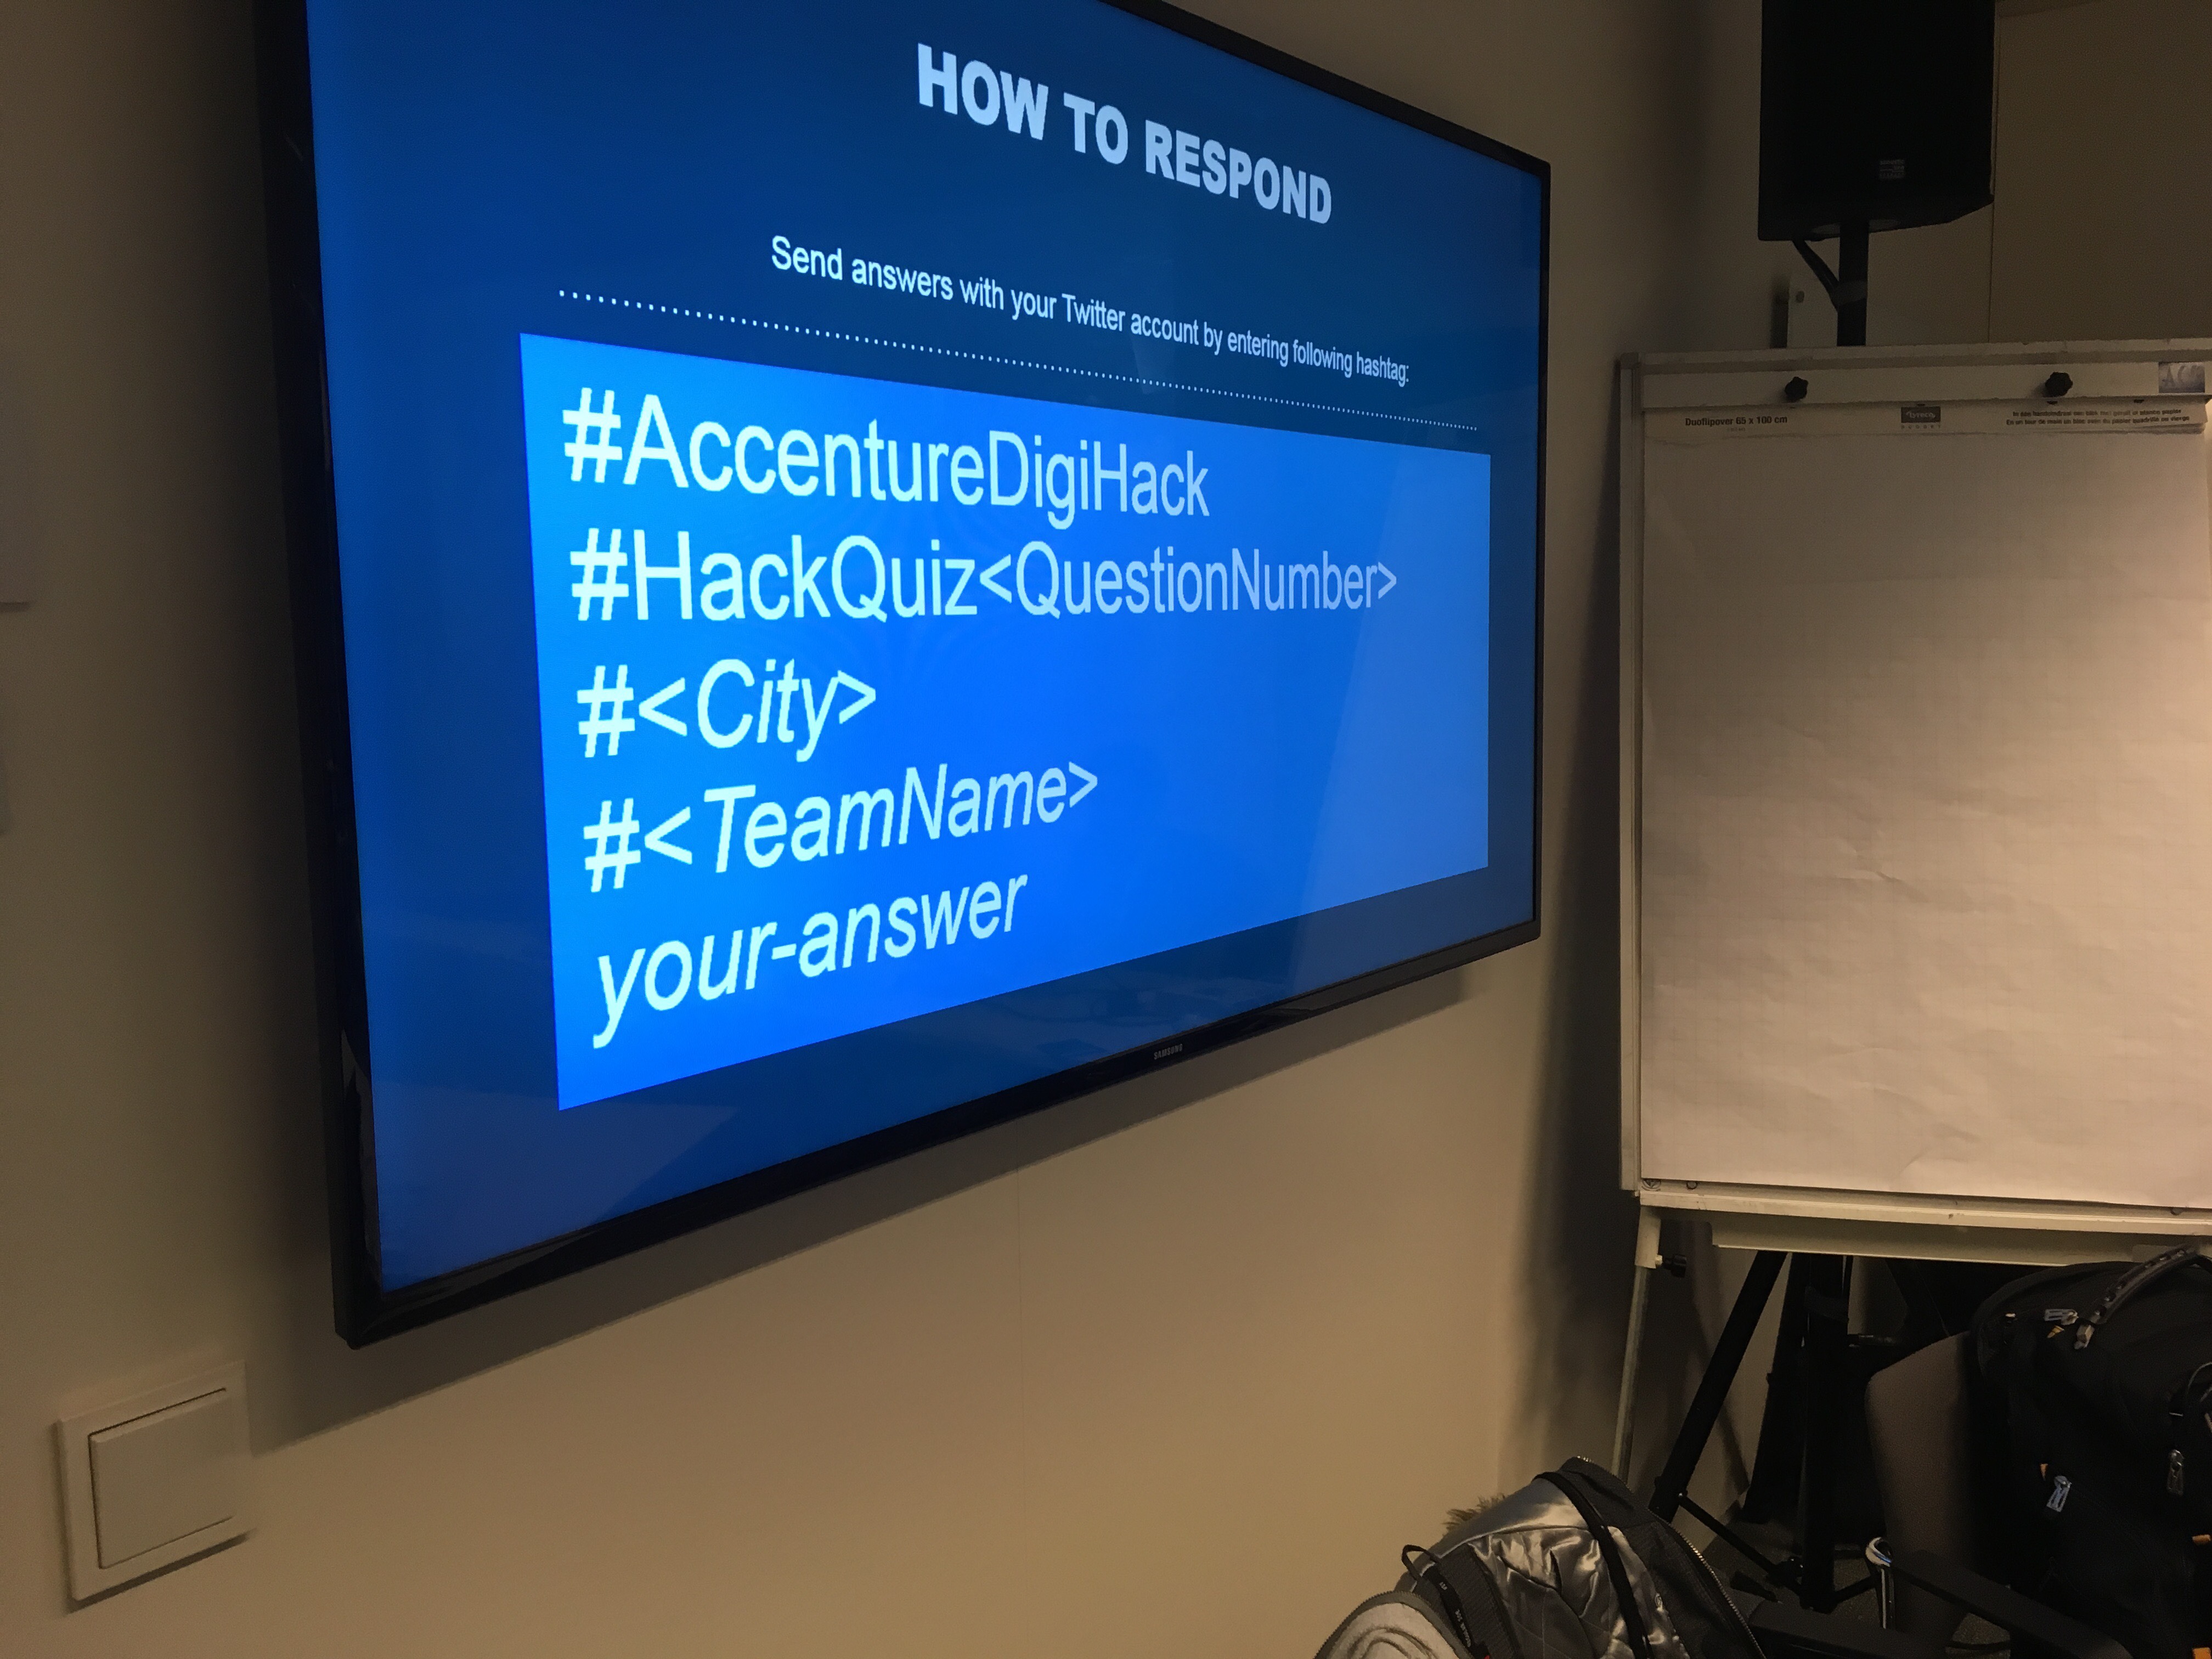 HOW TO RESPOND
Send answers with your Twitter account by entering following hashtag:
#AccentureDigiHack
#HackQuiz<QuestionNumber>
#<City>
#<TeamName>
your-answer
SAMSUNG
Duoflipover 65 x 100 cm